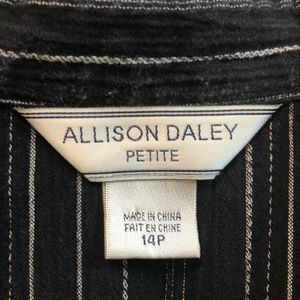 ALLISON DALEY
PETITE
MADE IN CHINA
FAIT EN CHINE
14P